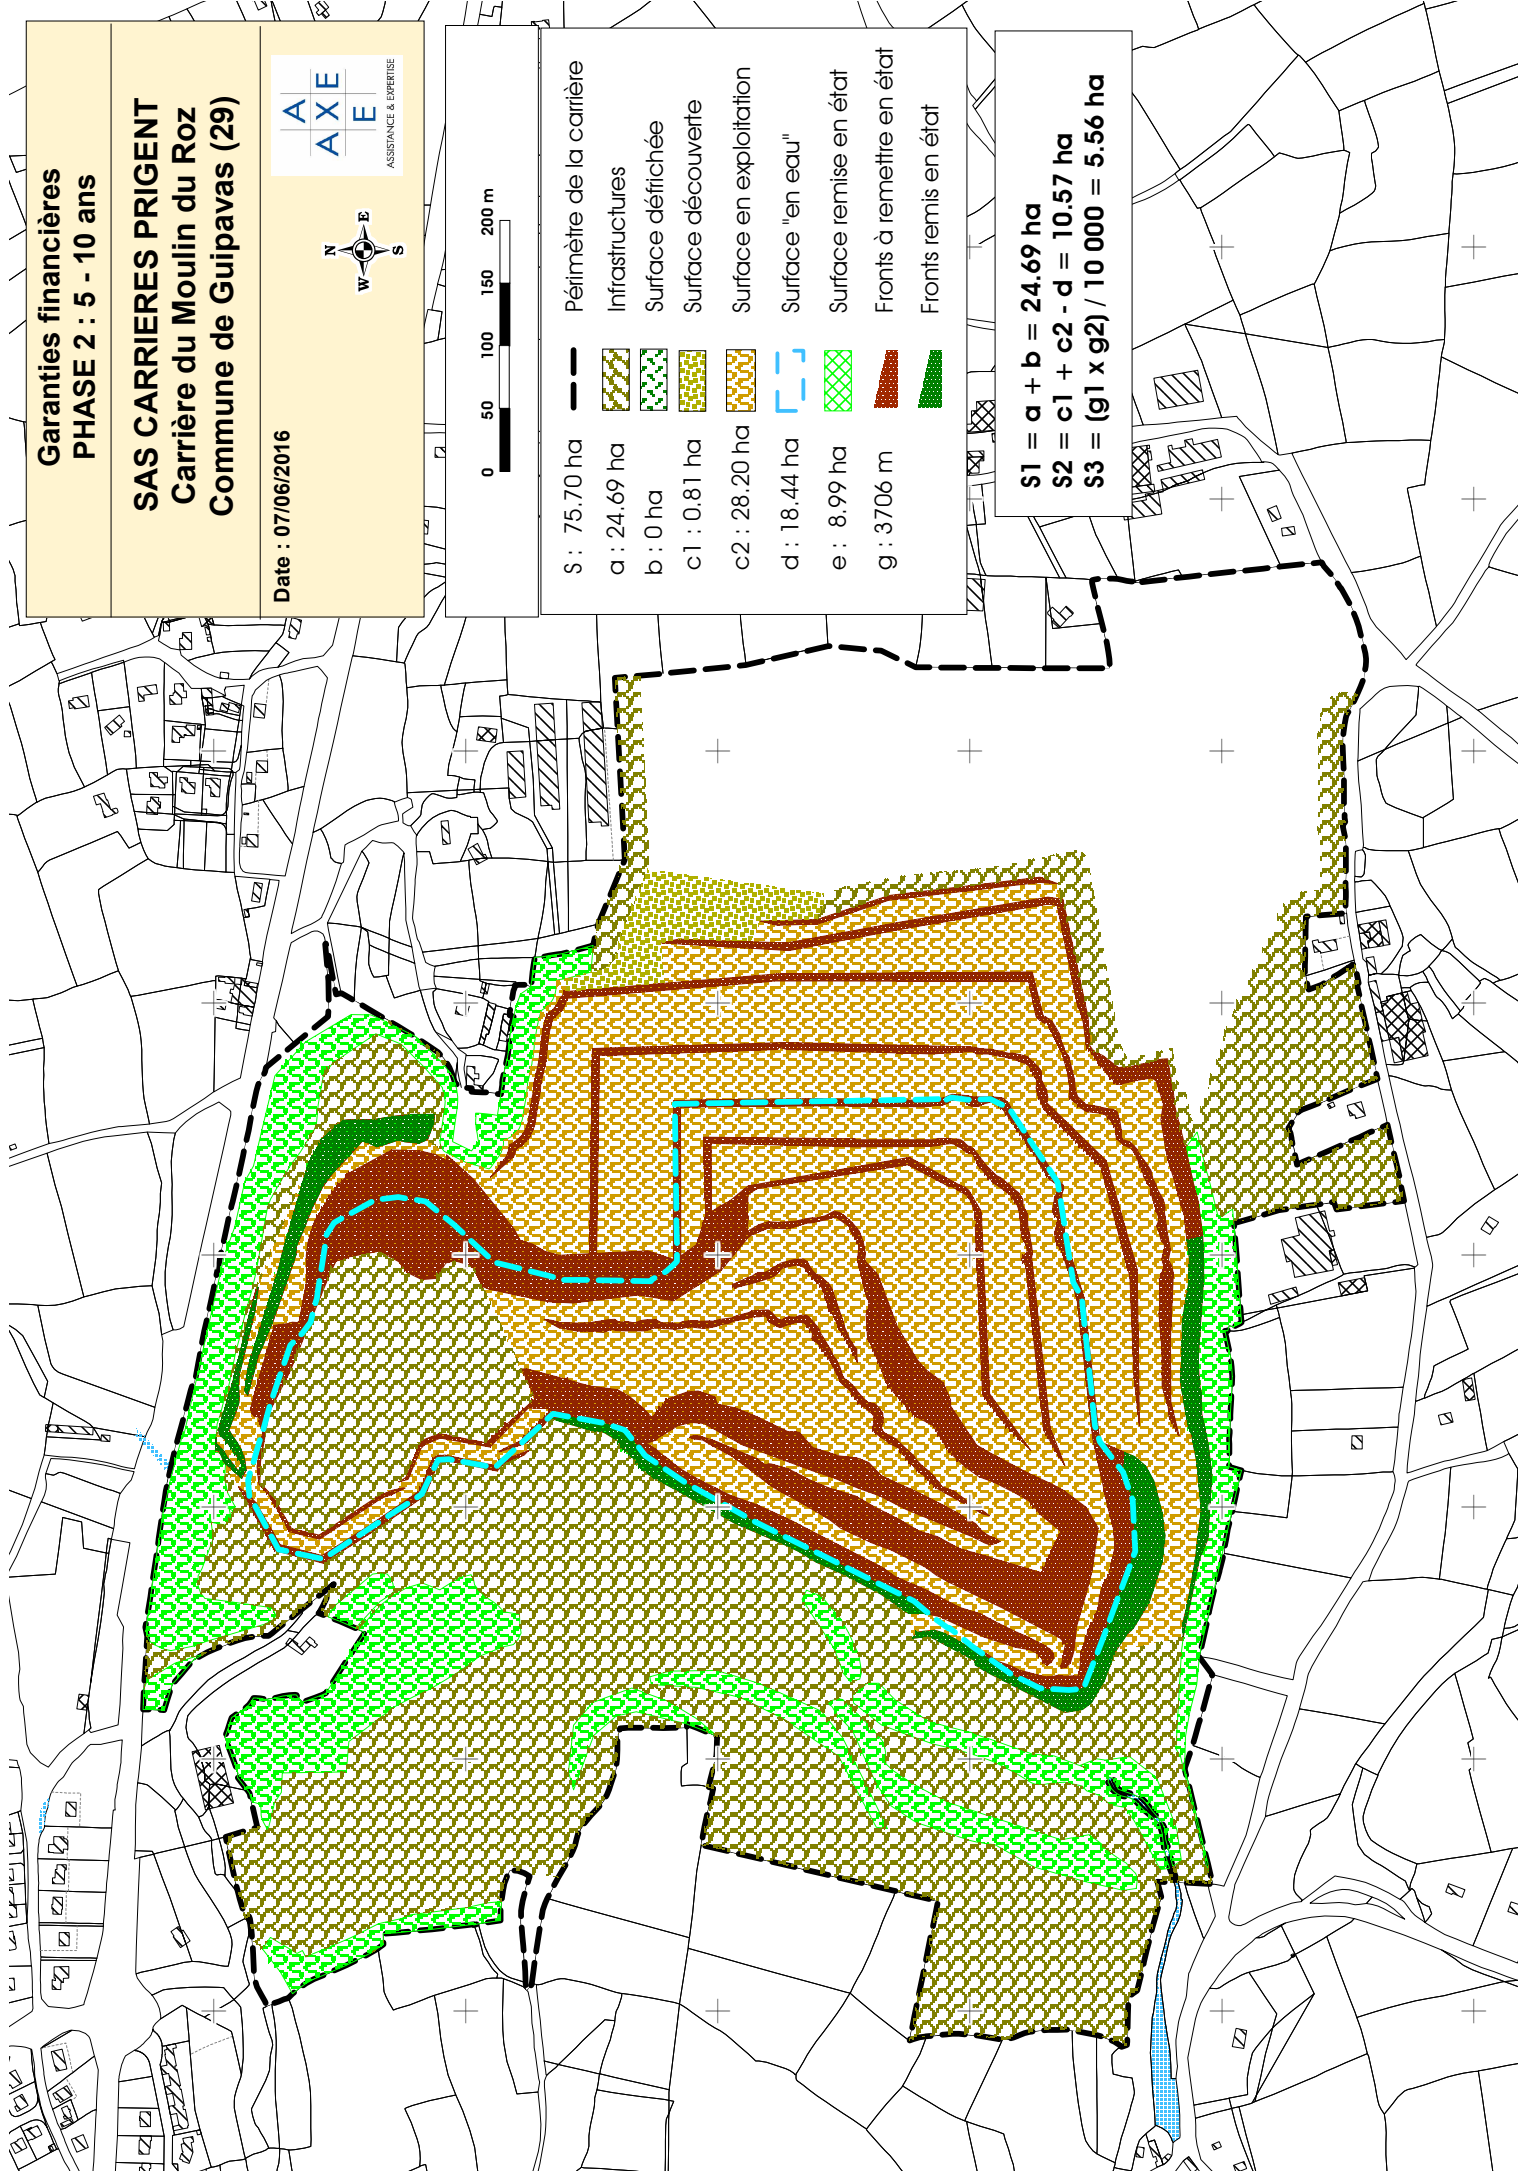 Garanties financières
PHASE 2 : 5 - 10 ans
SAS CARRIERES PRIGENT
Carrière du Moulin du Roz
Commune de Guipavas (29)
Date : 07/06/2016
N
W E
S
A
A X E
E
ASSISTANCE & EXPERTISE
0 50 100 150 200 m
S : 75.70 ha Périmètre de la carrière
a : 24.69 ha Infrastructures
b : 0 ha Surface défrichée
c1 : 0.81 ha Surface découverte
c2 : 28.20 ha Surface en exploitation
d : 18.44 ha Surface "en eau"
e : 8.99 ha Surface remise en état
g : 3706 m Fronts à remettre en état
Fronts remis en état
S1 = a + b = 24.69 ha
S2 = c1 + c2 - d = 10.57 ha
S3 = (g1 x g2) / 10 000 = 5.56 ha